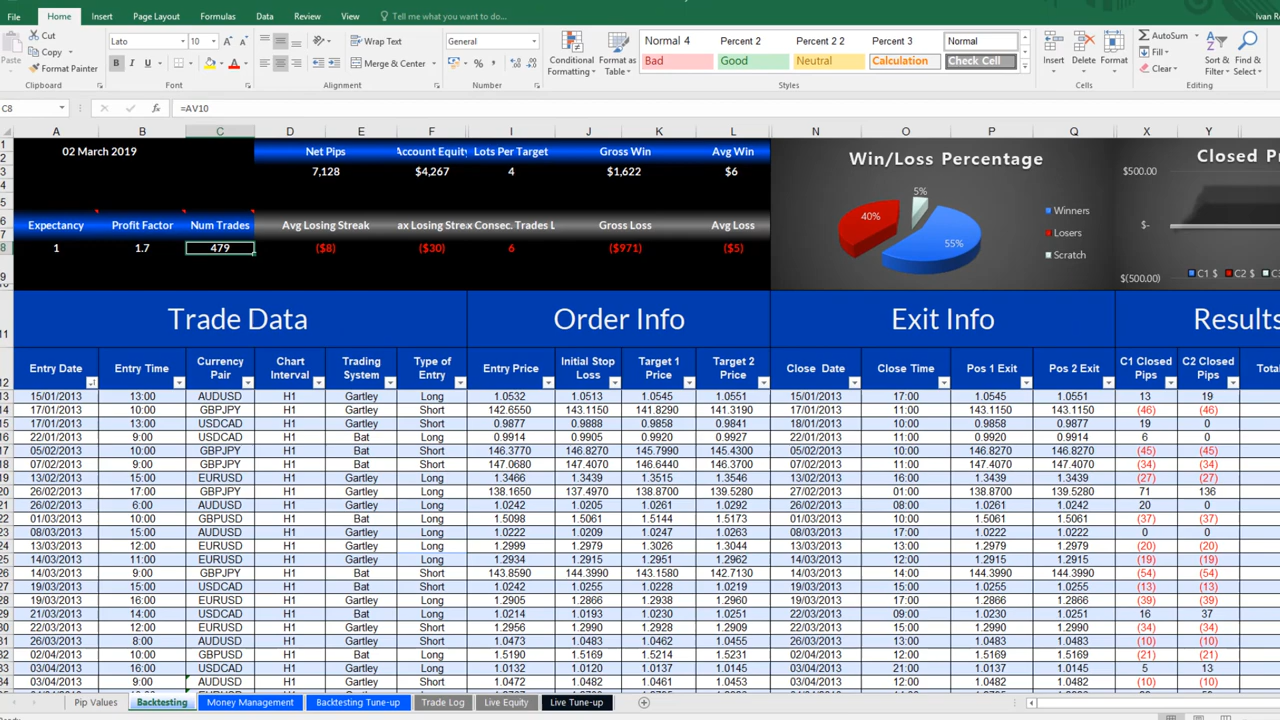 File Home Insert Page Layout Formulas Data Review View Tell me what you want to do... Ivan R
Cut
Copy
Format Painter
Paste
Clipboard
Lato 10
B I U
Font
Wrap Text
Merge & Center
Alignment
General
Number
Conditional Formatting
Format as Table
Normal 4 Percent 2 Percent 2 2 Percent 3 Normal
Bad Good Neutral Calculation Check Cell
Styles
Insert Delete Format
Cells
AutoSum
Fill
Clear
Sort & Filter
Find & Select
Editing
C8 =AV10
A B C D E F I J K L N O P Q X Y
02 March 2019 Net Pips Account Equity Lots Per Target Gross Win Avg Win
7,128 $4,267 4 $1,622 $6
Expectancy Profit Factor Num Trades Avg Losing Streak ax Losing Stre x Consec. Trades L Gross Loss Avg Loss
1 1.7 479 ($8) ($30) 6 ($971) ($5)
Win/Loss Percentage
5%
40%
55%
Winners
Losers
Scratch
Closed P
$500.00
$-
$(500.00)
C1 $ C2 $ C
Trade Data Order Info Exit Info Results
Entry Date Entry Time Currency Pair Chart Interval Trading System Type of Entry Entry Price Initial Stop Loss Target 1 Price Target 2 Price Close Date Close Time Pos 1 Exit Pos 2 Exit C1 Closed Pips C2 Closed Pips Tota
15/01/2013 13:00 AUDUSD H1 Gartley Long 1.0532 1.0513 1.0545 1.0551 15/01/2013 17:00 1.0545 1.0551 13 19
17/01/2013 10:00 GBPJPY H1 Gartley Short 142.6550 143.1150 141.8290 141.3190 17/01/2013 11:00 143.1150 143.1150 (46) (46)
17/01/2013 13:00 USDCAD H1 Gartley Short 0.9877 0.9888 0.9858 0.9841 18/01/2013 10:00 0.9858 0.9877 19 0
22/01/2013 9:00 USDCAD H1 Bat Long 0.9914 0.9905 0.9920 0.9927 22/01/2013 11:00 0.9920 0.9914 6 0
05/02/2013 10:00 GBPJPY H1 Bat Short 146.3770 146.8270 145.7990 145.4300 05/02/2013 11:00 146.8270 146.8270 (45) (45)
07/02/2013 9:00 GBPJPY H1 Bat Short 147.0680 147.4070 146.6440 146.3600 07/02/2013 11:00 147.4070 147.4070 (34) (34)
13/02/2013 15:00 EURUSD H1 Gartley Long 1.3466 1.3439 1.3515 1.3546 13/02/2013 16:00 1.3439 1.3439 (27) (27)
26/02/2013 17:00 GBPJPY H1 Gartley Long 138.1650 137.4970 138.8700 139.5280 27/02/2013 01:00 138.8700 139.5280 71 136
26/02/2013 6:00 AUDUSD H1 Gartley Long 1.0242 1.0205 1.0261 1.0292 26/02/2013 08:00 1.0261 1.0242 20 0
01/03/2013 10:00 GBPUSD H1 Bat Long 1.5098 1.5061 1.5144 1.5173 01/03/2013 10:00 1.5061 1.5061 (37) (37)
08/03/2013 15:00 AUDUSD H1 Gartley Long 1.0222 1.0209 1.0247 1.0263 08/03/2013 17:00 1.0222 1.0222 0 0
13/03/2013 12:00 EURUSD H1 Gartley Long 1.2999 1.2979 1.3026 1.3044 13/03/2013 13:00 1.2979 1.2979 (20) (20)
14/03/2013 11:00 EURUSD H1 Gartley Long 1.2934 1.2915 1.2951 1.2962 14/03/2013 12:00 1.2915 1.2915 (19) (19)
14/03/2013 9:00 GBPJPY H1 Bat Short 143.8590 144.3990 143.1580 142.7130 14/03/2013 14:00 144.3990 144.3990 (54) (54)
19/03/2013 15:00 USDCAD H1 Bat Long 1.0242 1.0228 1.0255 1.0255 19/03/2013 16:00 1.0255 1.0255 (13) (13)
19/03/2013 16:00 EURUSD H1 Gartley Long 1.2905 1.2866 1.2938 1.2960 19/03/2013 17:00 1.2866 1.2866 (39) (39)
21/03/2013 14:00 USDCAD H1 Bat Long 1.0214 1.0193 1.0230 1.0251 22/03/2013 08:00 1.0230 1.0251 16 37
22/03/2013 12:00 EURUSD H1 Gartley Short 1.2956 1.2990 1.2928 1.2908 22/03/2013 15:00 1.2990 1.2990 (34) (34)
26/03/2013 8:00 AUDUSD H1 Gartley Short 1.0473 1.0483 1.0462 1.0455 26/03/2013 09:00 1.0483 1.0483 (10) (10)
02/04/2013 10:00 GBPUSD H1 Bat Short 1.5190 1.5211 1.5169 1.5154 02/04/2013 11:00 1.5211 1.5211 (21) (21)
03/04/2013 16:00 USDCAD H1 Gartley Long 1.0132 1.0120 1.0137 1.0145 03/04/2013 21:00 1.0137 1.0145 5 13
03/04/2013 9:00 AUDUSD H1 Gartley Short 1.0472 1.0482 1.0461 1.0453 03/04/2013 10:00 1.0482 1.0482 (10) (10)
Pip Values Backtesting Money Management Backtesting Tune-up Trade Log Live Equity Live Tune-up